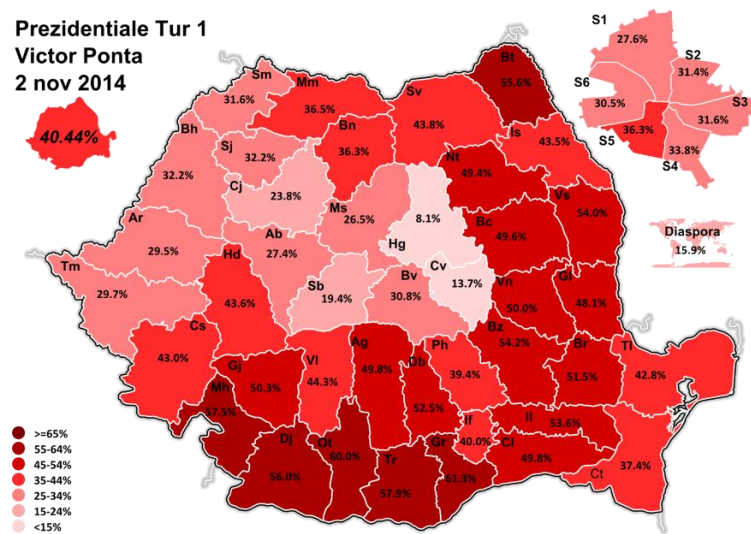 Prezidentiale Tur 1
Victor Ponta
2 nov 2014
40.44%
S1
27.6%
S2
31.4%
S6
30.5%
S3
31.6%
S5
36.3%
S4
33.8%
Diaspora
15.9%
Bt
55.6%
Sm
31.6%
Mm
36.5%
Sv
43.8%
Is
43.5%
Bh
32.2%
Sj
32.2%
Bn
36.3%
Nt
49.4%
Cj
23.8%
Ms
26.5%
Hg
8.1%
Bc
49.6%
Vs
54.0%
Ar
29.5%
Ab
27.4%
Hd
43.6%
Sb
19.4%
Bv
30.8%
Cv
13.7%
Vn
50.0%
Gl
48.1%
Tm
29.7%
Cs
43.0%
Gj
50.3%
Vl
44.3%
Ag
49.8%
Db
52.5%
Ph
39.4%
Bz
54.2%
Br
51.5%
Tl
42.8%
Mh
57.5%
Dj
56.0%
Ot
60.0%
Tr
57.9%
Gr
61.3%
If
40.0%
Il
53.6%
Cl
49.8%
Ct
37.4%
>=65%
55-64%
45-54%
35-44%
25-34%
15-24%
<15%